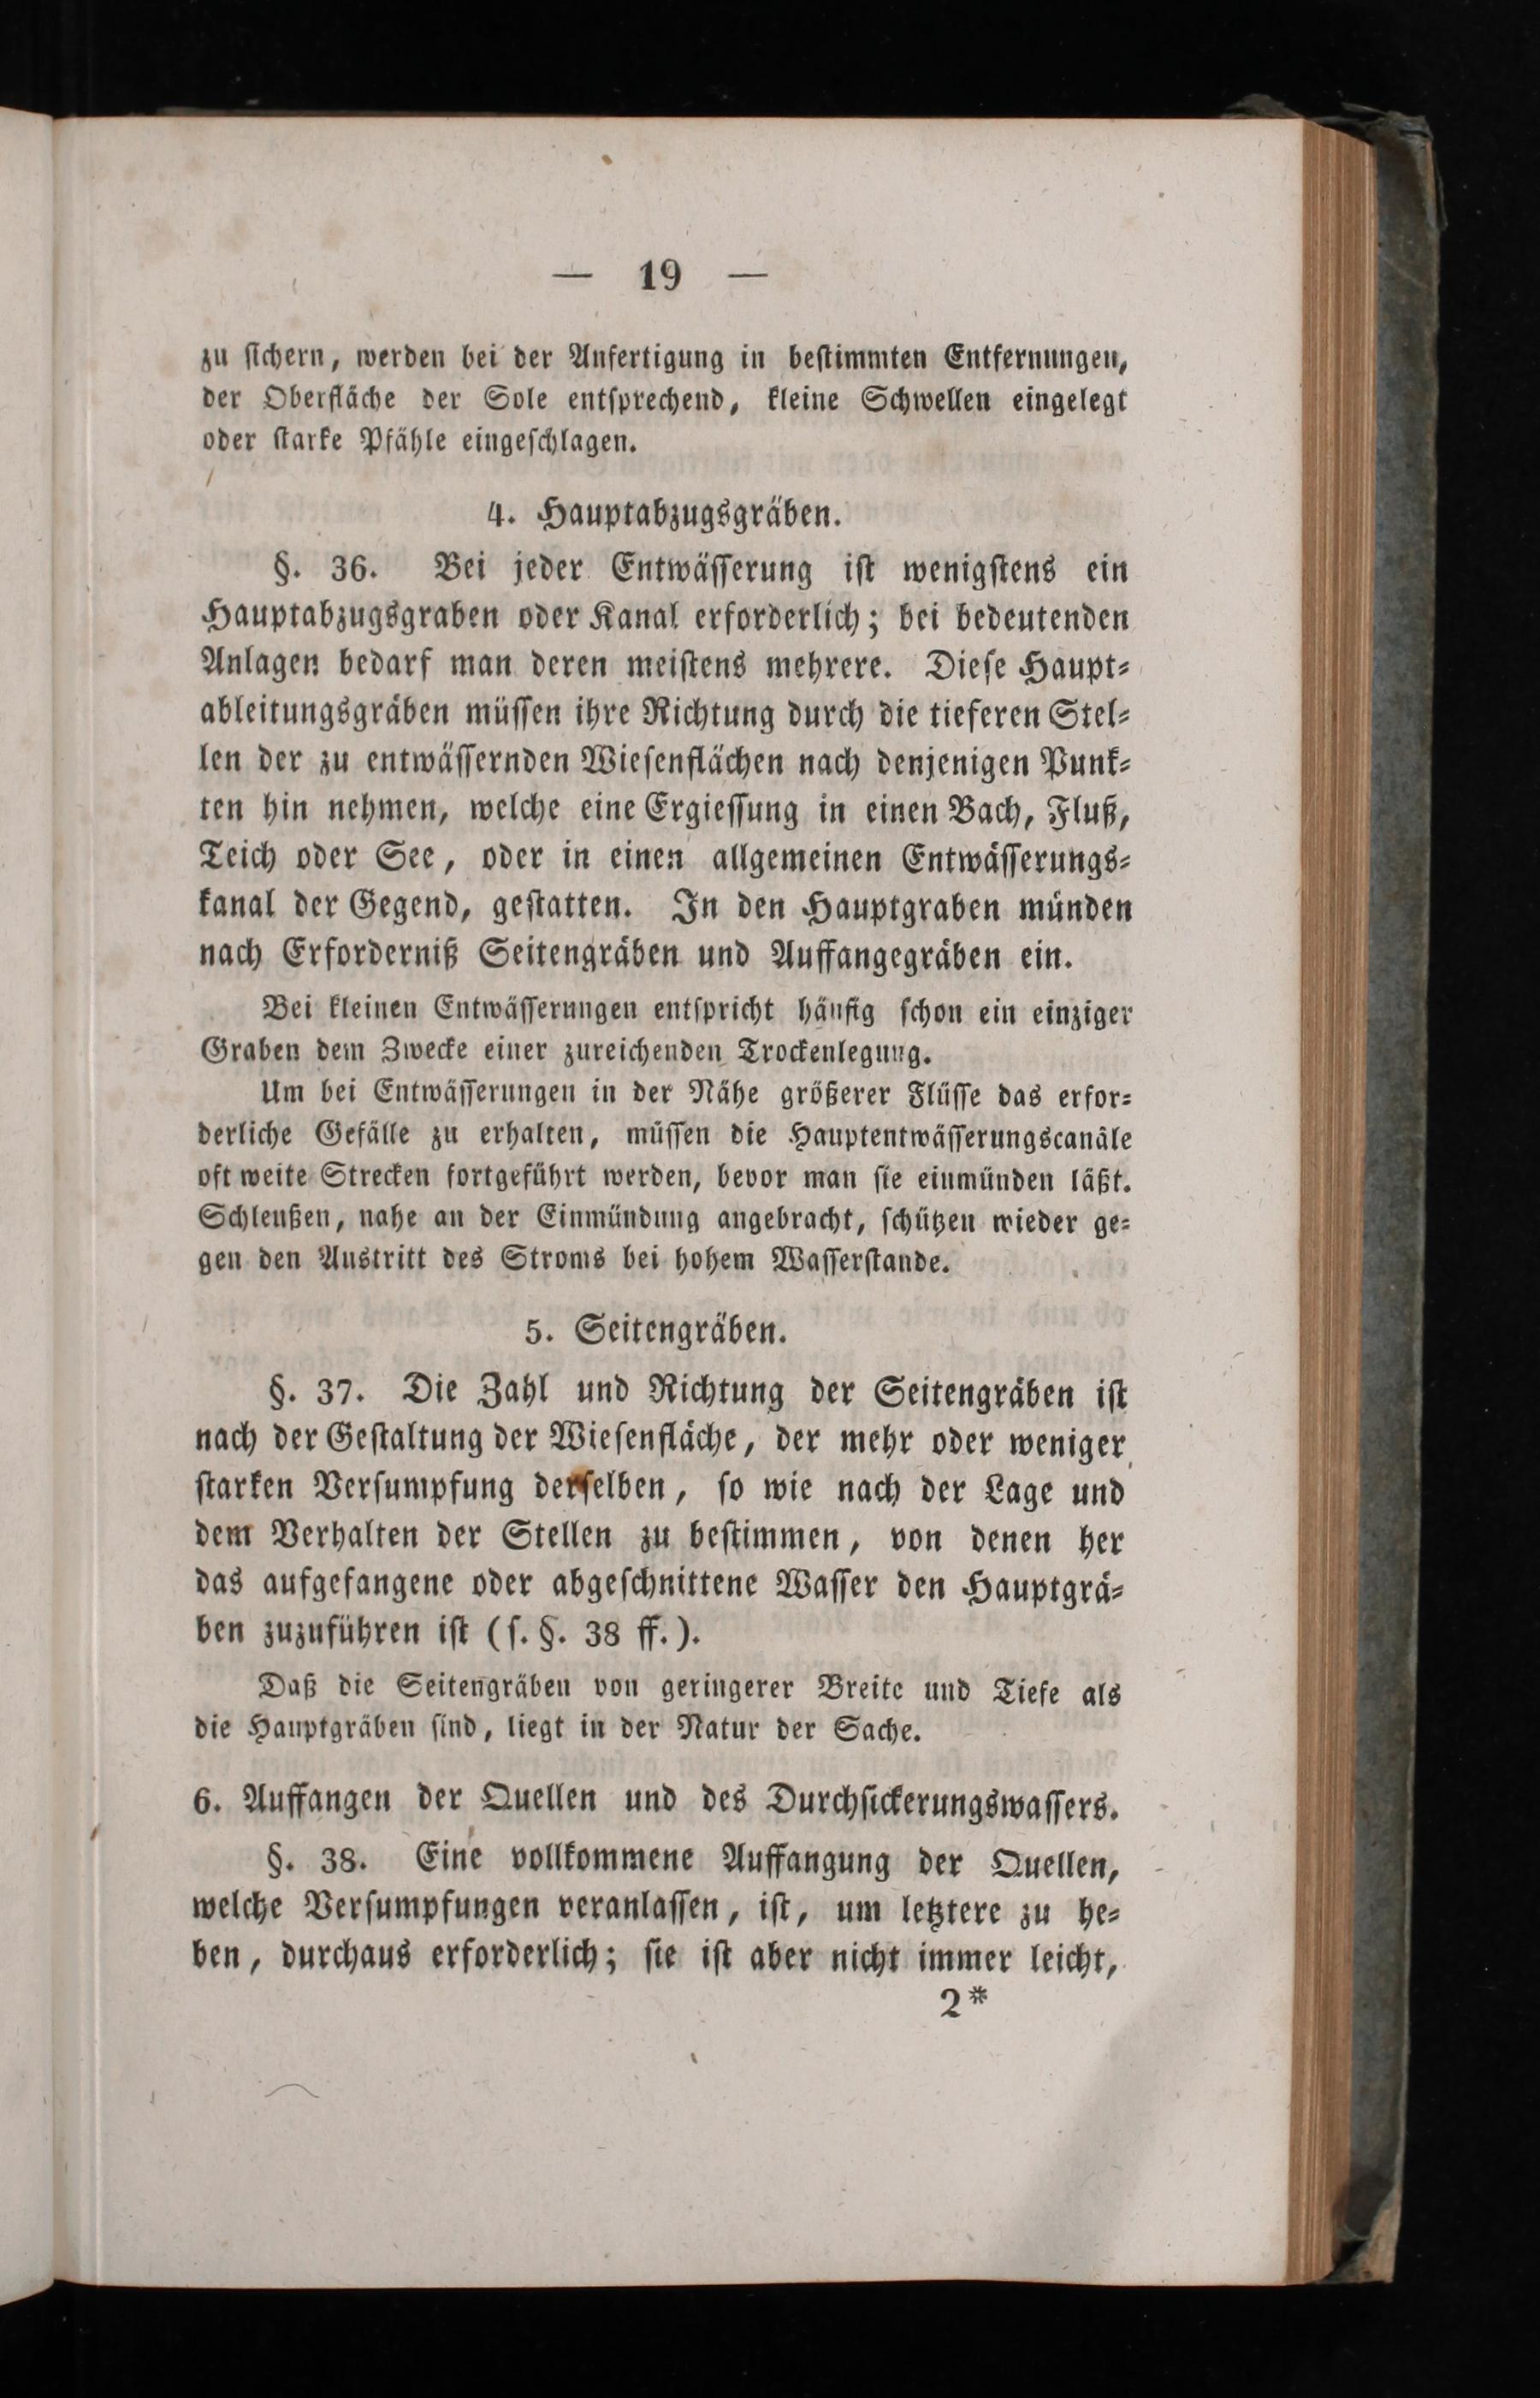 — 19 —
zu ſichern, werden bei der Anfertigung in beſtimmten Entfernungen,
der Oberfläche der Sole entſprechend, kleine Schwellen eingelegt
oder ſtarke Pfähle eingeſchlagen.
4. Hauptabzugsgräben.
§. 36. Bei jeder Entwäſſerung iſt wenigſtens ein
Hauptabzugsgraben oder Kanal erforderlich; bei bedeutenden
Anlagen bedarf man deren meiſtens mehrere. Dieſe Haupt⸗
ableitungsgräben müſſen ihre Richtung durch die tieferen Stel⸗
len der zu entwäſſernden Wieſenflächen nach denjenigen Punk⸗
ten hin nehmen, welche eine Ergieſſung in einen Bach, Fluß,
Teich oder See, oder in einen allgemeinen Entwäſſerungs⸗
kanal der Gegend, geſtatten. In den Hauptgraben münden
nach Erforderniß Seitengräben und Auffangegräben ein.
Bei kleinen Entwäſſerungen entſpricht häufig ſchon ein einziger
Graben dem Zwecke einer zureichenden Trockenlegung.
Um bei Entwäſſerungen in der Nähe größerer Flüſſe das erfor⸗
derliche Gefälle zu erhalten, müſſen die Hauptentwäſſerungscanäle
oft weite Strecken fortgeführt werden, bevor man ſie einmünden läßt.
Schleußen, nahe an der Einmündung angebracht, ſchützen wieder ge⸗
gen den Austritt des Stroms bei hohem Waſſerſtande.
5. Seitengräben.
§. 37. Die Zahl und Richtung der Seitengräben iſt
nach der Geſtaltung der Wieſenfläche, der mehr oder weniger
ſtarken Verſumpfung derſelben, ſo wie nach der Lage und
dem Verhalten der Stellen zu beſtimmen, von denen her
das aufgefangene oder abgeſchnittene Waſſer den Hauptgrä⸗
ben zuzuführen iſt (ſ. §. 38 ff.).
Daß die Seitengräben von geringerer Breite und Tiefe als
die Hauptgräben ſind, liegt in der Natur der Sache.
6. Auffangen der Quellen und des Durchſickerungswaſſers.
§. 38. Eine vollkommene Auffangung der Quellen,
welche Verſumpfungen veranlaſſen, iſt, um letztere zu he⸗
ben, durchaus erforderlich; ſie iſt aber nicht immer leicht,
2*